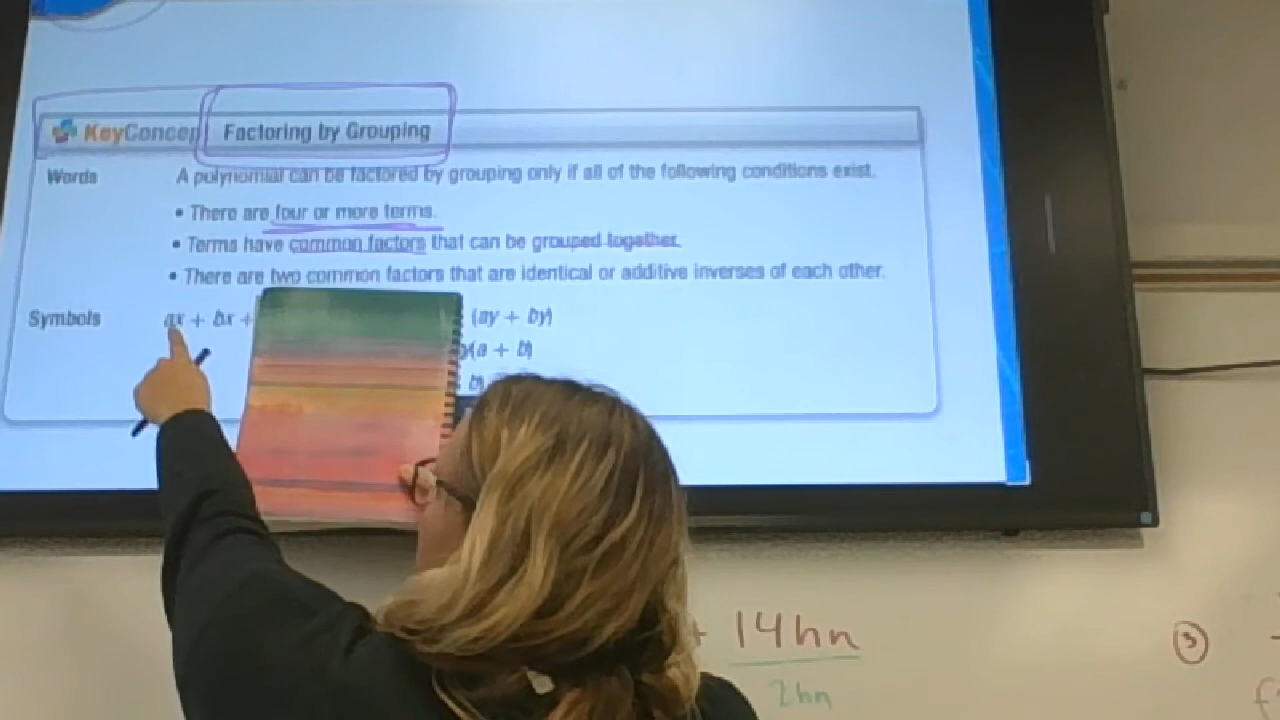 KeyConcep Factoring by Grouping
Words A polynomial can be factored by grouping only if all of the following conditions exist.
• There are four or more terms.
• Terms have common factors that can be grouped together.
• There are two common factors that are identical or additive inverses of each other.
Symbols ax + bx + (ay + by)
y(a + b)
b)
+ 14hn
2hn
3